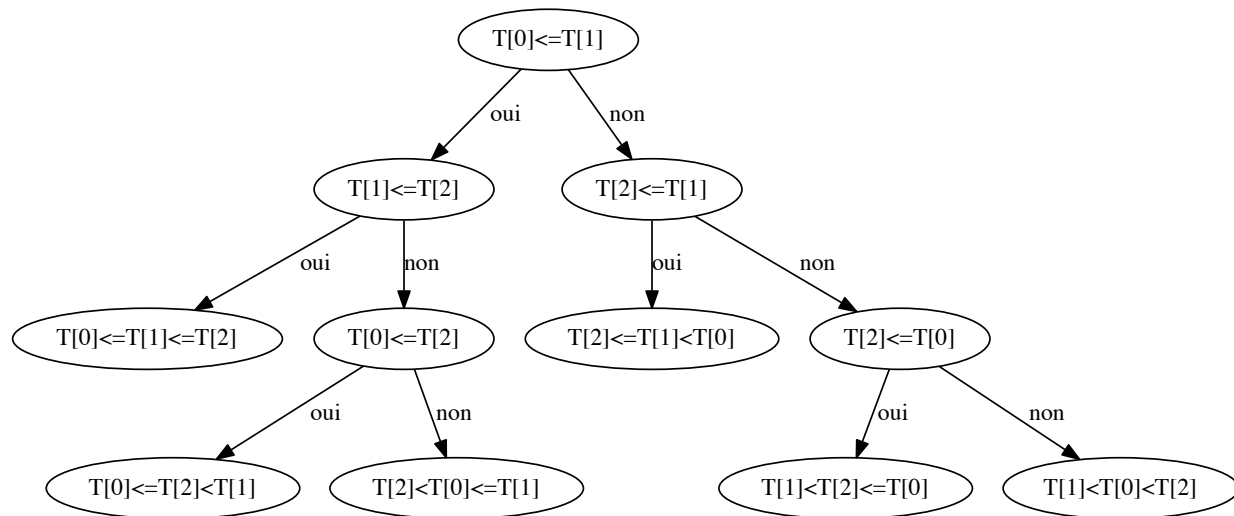 T[0]<=T[1]
oui
non
T[1]<=T[2]
T[2]<=T[1]
oui
non
oui
non
T[0]<=T[1]<=T[2]
T[0]<=T[2]
T[2]<=T[1]<T[0]
T[2]<=T[0]
oui
non
oui
non
T[0]<=T[2]<T[1]
T[2]<T[0]<=T[1]
T[1]<T[2]<=T[0]
T[1]<T[0]<T[2]